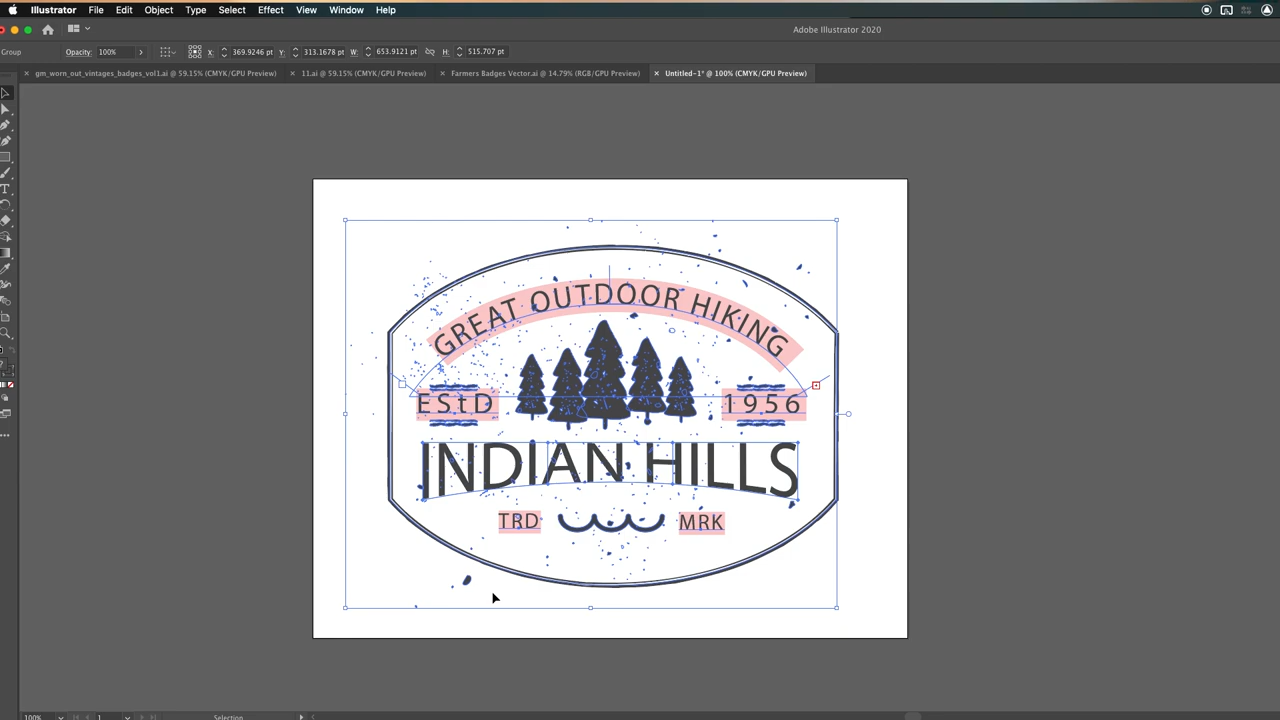 Illustrator File Edit Object Type Select Effect View Window Help
Adobe Illustrator 2020
Group Opacity: 100% X: 369.9246 pt Y: 313.1678 pt W: 653.9121 pt H: 515.707 pt
× gm_worn_out_vintages_badges_vol1.ai @ 59.15% (CMYK/GPU Preview) × 11.ai @ 59.15% (CMYK/GPU Preview) × Farmers Badges Vector.ai @ 14.79% (RGB/GPU Preview) × Untitled-1* @ 100% (CMYK/GPU Preview)
GREAT OUTDOOR HIKING
EStD 1956
INDIAN HILLS
TRD MRK
100% 1 Selection